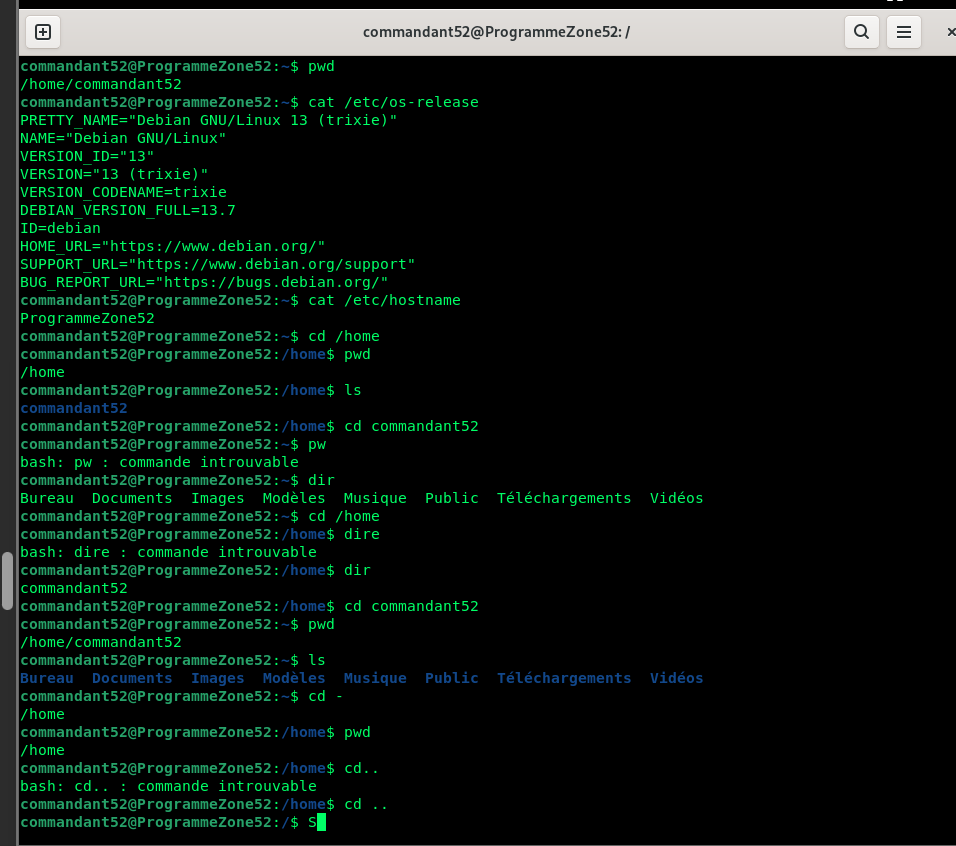 commandant52@ProgrammeZone52: /
commandant52@ProgrammeZone52:~$ pwd
/home/commandant52
commandant52@ProgrammeZone52:~$ cat /etc/os-release
PRETTY_NAME="Debian GNU/Linux 13 (trixie)"
NAME="Debian GNU/Linux"
VERSION_ID="13"
VERSION="13 (trixie)"
VERSION_CODENAME=trixie
DEBIAN_VERSION_FULL=13.7
ID=debian
HOME_URL="https://www.debian.org/"
SUPPORT_URL="https://www.debian.org/support"
BUG_REPORT_URL="https://bugs.debian.org/"
commandant52@ProgrammeZone52:~$ cat /etc/hostname
ProgrammeZone52
commandant52@ProgrammeZone52:~$ cd /home
commandant52@ProgrammeZone52:/home$ pwd
/home
commandant52@ProgrammeZone52:/home$ ls
commandant52
commandant52@ProgrammeZone52:/home$ cd commandant52
commandant52@ProgrammeZone52:~$ pw
bash: pw : commande introuvable
commandant52@ProgrammeZone52:~$ dir
Bureau  Documents  Images  Modèles  Musique  Public  Téléchargements  Vidéos
commandant52@ProgrammeZone52:~$ cd /home
commandant52@ProgrammeZone52:/home$ dire
bash: dire : commande introuvable
commandant52@ProgrammeZone52:/home$ dir
commandant52
commandant52@ProgrammeZone52:/home$ cd commandant52
commandant52@ProgrammeZone52:~$ pwd
/home/commandant52
commandant52@ProgrammeZone52:~$ ls
Bureau  Documents  Images  Modèles  Musique  Public  Téléchargements  Vidéos
commandant52@ProgrammeZone52:~$ cd -
/home
commandant52@ProgrammeZone52:/home$ pwd
/home
commandant52@ProgrammeZone52:/home$ cd..
bash: cd.. : commande introuvable
commandant52@ProgrammeZone52:/home$ cd ..
commandant52@ProgrammeZone52:/$ S